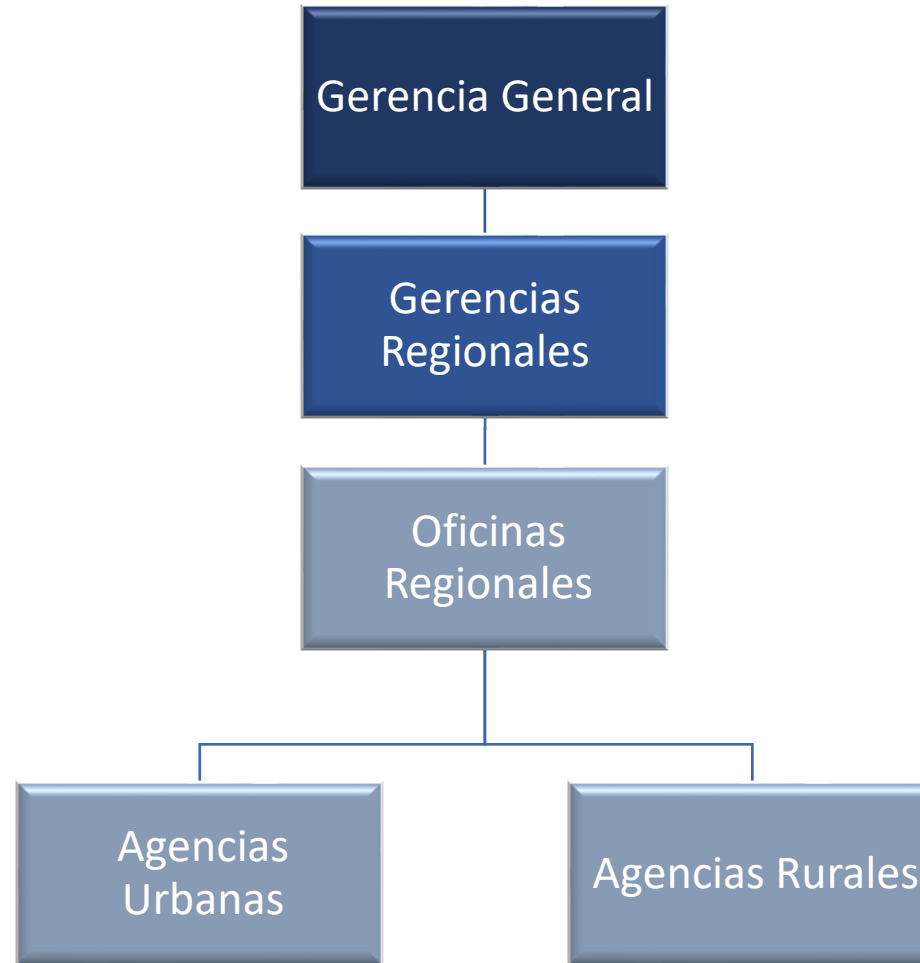 Gerencia General
Gerencias
Regionales
Oficinas
Regionales
Agencias
Urbanas
Agencias Rurales